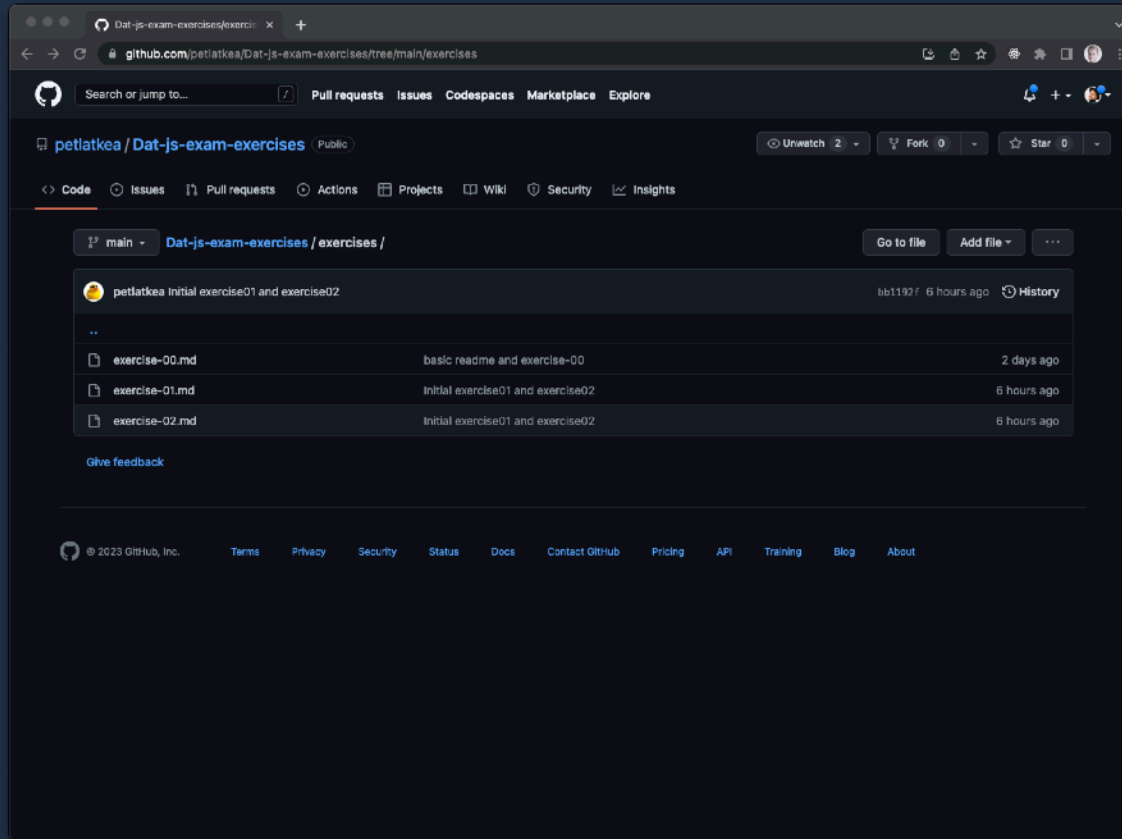 Dat-js-exam-exercises/exercis
github.com/petlatkea/Dat-js-exam-exercises/tree/main/exercises
Search or jump to... / Pull requests Issues Codespaces Marketplace Explore
petlatkea / Dat-js-exam-exercises Public Unwatch 2 Fork 0 Star 0
Code Issues Pull requests Actions Projects Wiki Security Insights
main Dat-js-exam-exercises / exercises / Go to file Add file ...
petlatkea Initial exercise01 and exercise02 bb1192f 6 hours ago History
..
exercise-00.md basic readme and exercise-00 2 days ago
exercise-01.md Initial exercise01 and exercise02 6 hours ago
exercise-02.md Initial exercise01 and exercise02 6 hours ago
Give feedback
© 2023 GitHub, Inc. Terms Privacy Security Status Docs Contact GitHub Pricing API Training Blog About